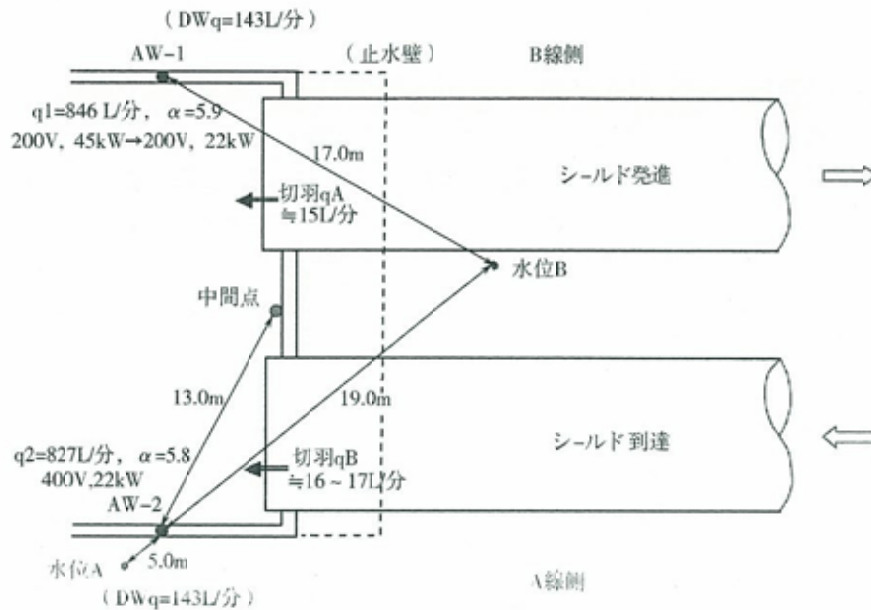 (DWq=143L/分)
AW-1
(止水壁)
B線側
q1=846 L/分, α=5.9
200V, 45kW→200V, 22kW
17.0m
シールド発進
切羽qA
≒15L/分
水位B
中間点
13.0m
19.0m
シールド到達
q2=827L/分, α=5.8
400V,22kW
切羽qB
≒16~17L/分
AW-2
水位A
5.0m
A線側
(DWq=143L/分)